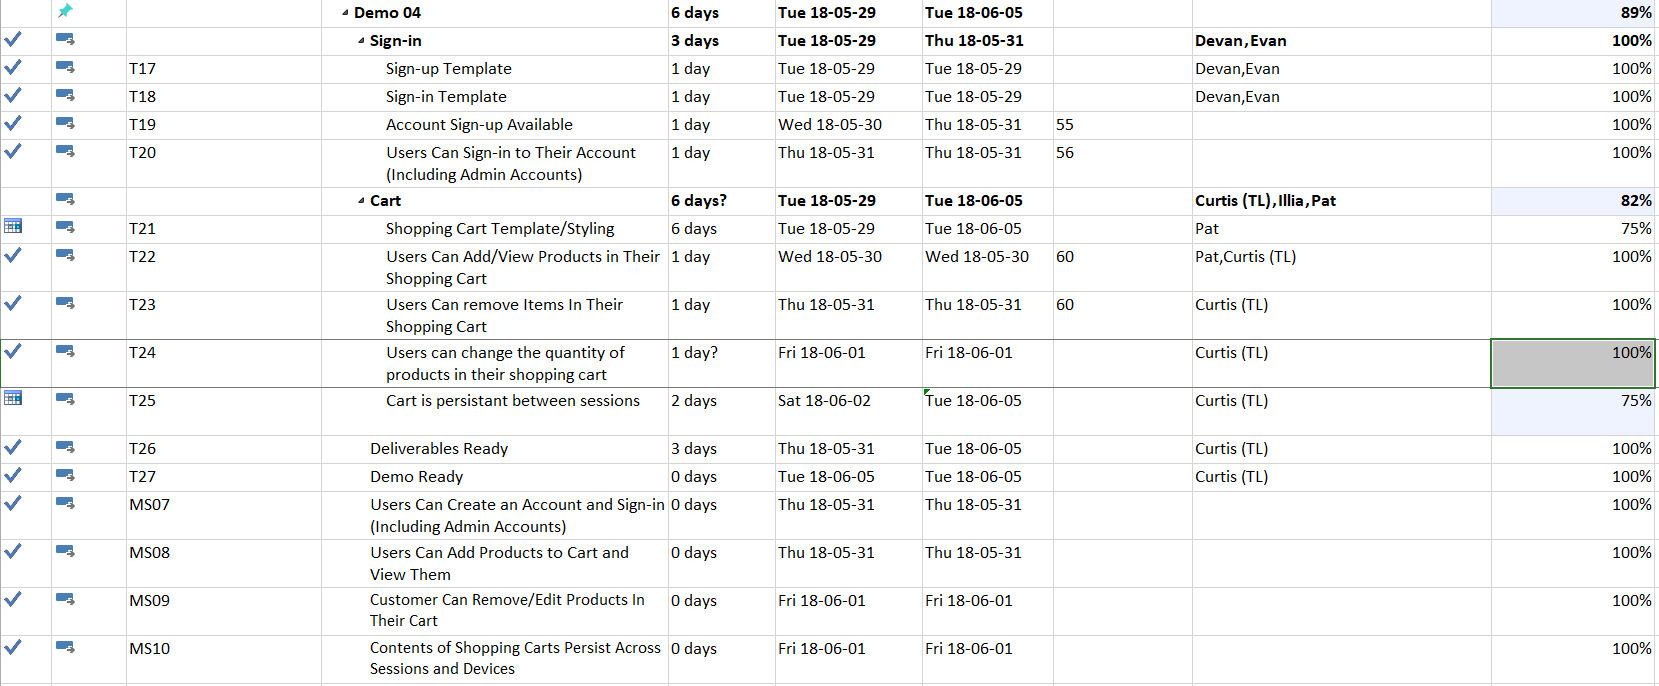 Demo 04 6 days Tue 18-05-29 Tue 18-06-05 89%
Sign-in 3 days Tue 18-05-29 Thu 18-05-31 Devan,Evan 100%
T17 Sign-up Template 1 day Tue 18-05-29 Tue 18-05-29 Devan,Evan 100%
T18 Sign-in Template 1 day Tue 18-05-29 Tue 18-05-29 Devan,Evan 100%
T19 Account Sign-up Available 1 day Wed 18-05-30 Thu 18-05-31 55 100%
T20 Users Can Sign-in to Their Account 1 day Thu 18-05-31 Thu 18-05-31 56 100%
(Including Admin Accounts)
Cart 6 days? Tue 18-05-29 Tue 18-06-05 Curtis (TL),Illia,Pat 82%
T21 Shopping Cart Template/Styling 6 days Tue 18-05-29 Tue 18-06-05 Pat 75%
T22 Users Can Add/View Products in Their 1 day Wed 18-05-30 Wed 18-05-30 60 Pat,Curtis (TL) 100%
Shopping Cart
T23 Users Can remove Items In Their 1 day Thu 18-05-31 Thu 18-05-31 60 Curtis (TL) 100%
Shopping Cart
T24 Users can change the quantity of 1 day? Fri 18-06-01 Fri 18-06-01 Curtis (TL) 100%
products in their shopping cart
T25 Cart is persistant between sessions 2 days Sat 18-06-02 Tue 18-06-05 Curtis (TL) 75%
T26 Deliverables Ready 3 days Thu 18-05-31 Tue 18-06-05 Curtis (TL) 100%
T27 Demo Ready 0 days Tue 18-06-05 Tue 18-06-05 Curtis (TL) 100%
MS07 Users Can Create an Account and Sign-in 0 days Thu 18-05-31 Thu 18-05-31 100%
(Including Admin Accounts)
MS08 Users Can Add Products to Cart and 0 days Thu 18-05-31 Thu 18-05-31 100%
View Them
MS09 Customer Can Remove/Edit Products In 0 days Fri 18-06-01 Fri 18-06-01 100%
Their Cart
MS10 Contents of Shopping Carts Persist Across 0 days Fri 18-06-01 Fri 18-06-01 100%
Sessions and Devices